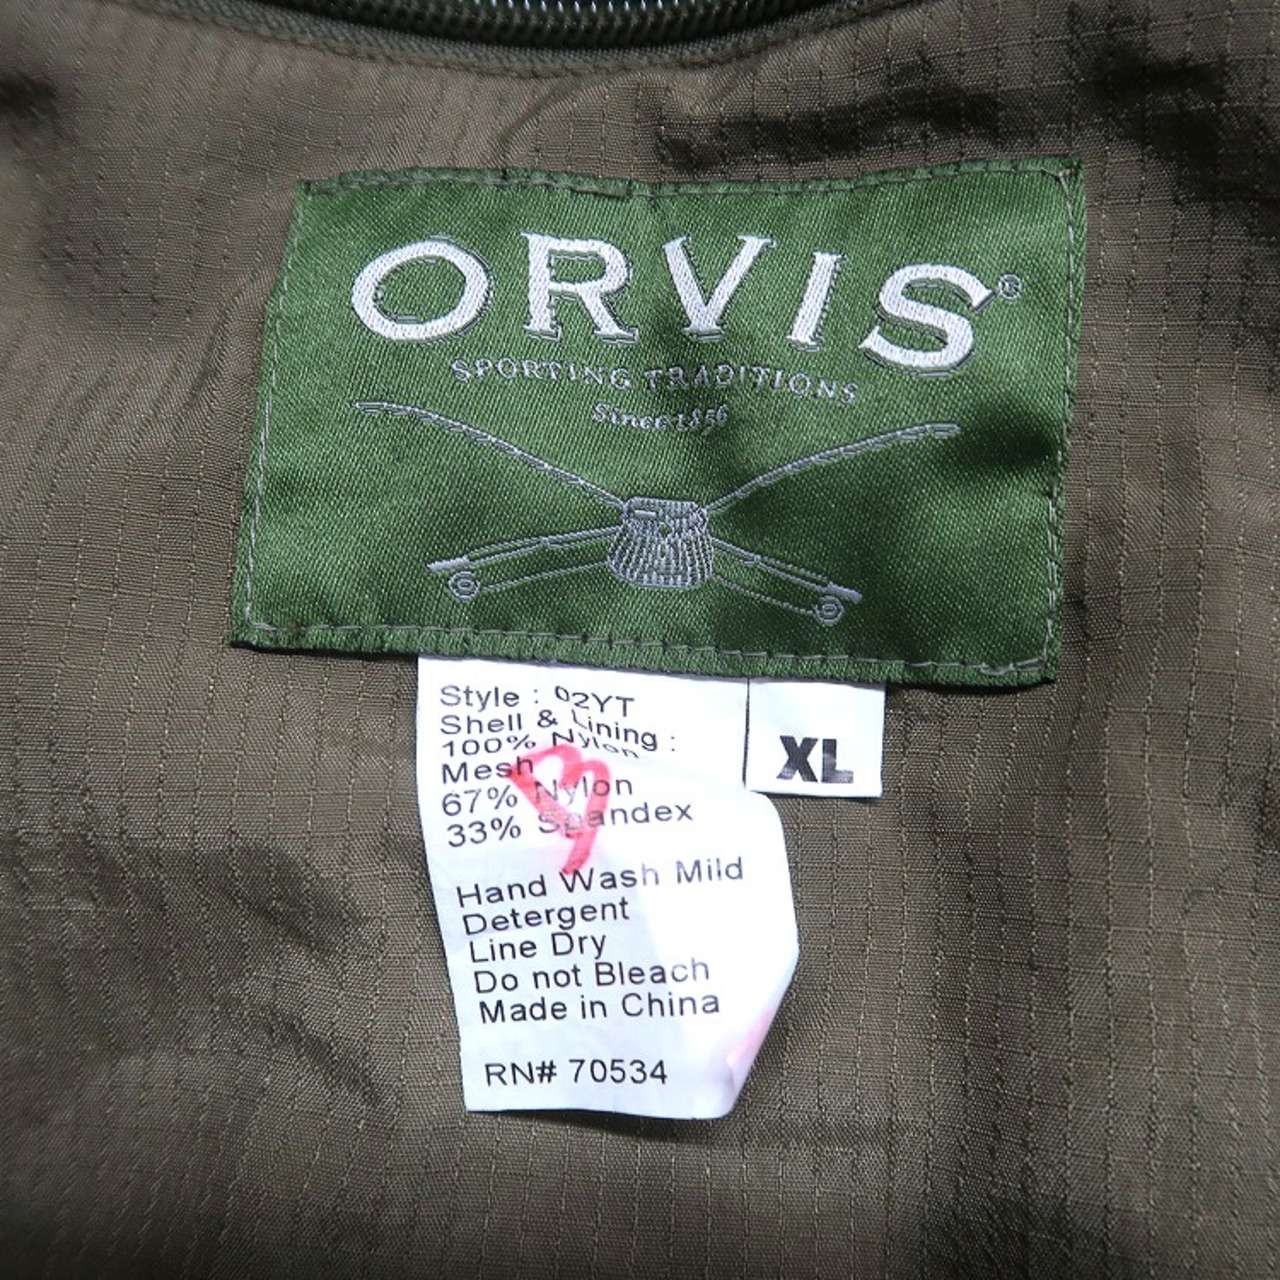 ORVIS®
SPORTING TRADITIONS
Since 1856
Style : 02YT
Shell & Lining :
100% Nylon
Mesh
67% Nylon
33% Spandex
XL
Hand Wash Mild
Detergent
Line Dry
Do not Bleach
Made in China
RN# 70534